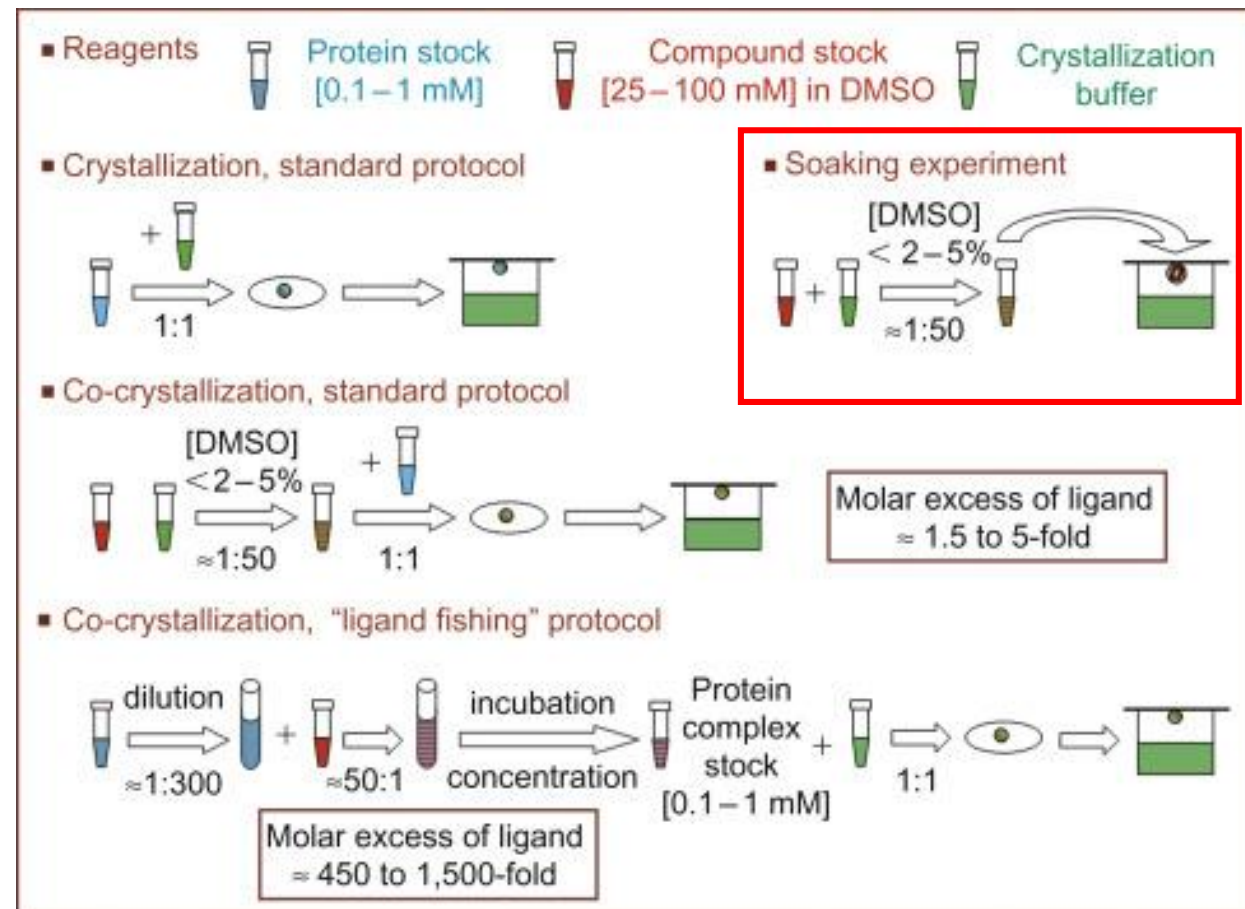 ▪ Reagents
Protein stock
[0.1–1 mM]
Compound stock
[25–100 mM] in DMSO
Crystallization
buffer
▪ Crystallization, standard protocol
+
1:1
▪ Soaking experiment
[DMSO]
< 2–5%
+
≈1:50
▪ Co-crystallization, standard protocol
[DMSO]
<2–5%
+
≈1:50
1:1
Molar excess of ligand
≈ 1.5 to 5-fold
▪ Co-crystallization, "ligand fishing" protocol
dilution
≈1:300
+
≈50:1
incubation
concentration
Protein
complex
stock
[0.1–1 mM]
+
1:1
Molar excess of ligand
≈ 450 to 1,500-fold